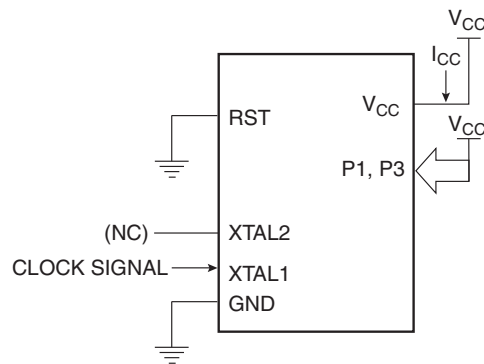 VCC
ICC
VCC
RST
VCC
P1, P3
(NC)
XTAL2
CLOCK SIGNAL
XTAL1
GND